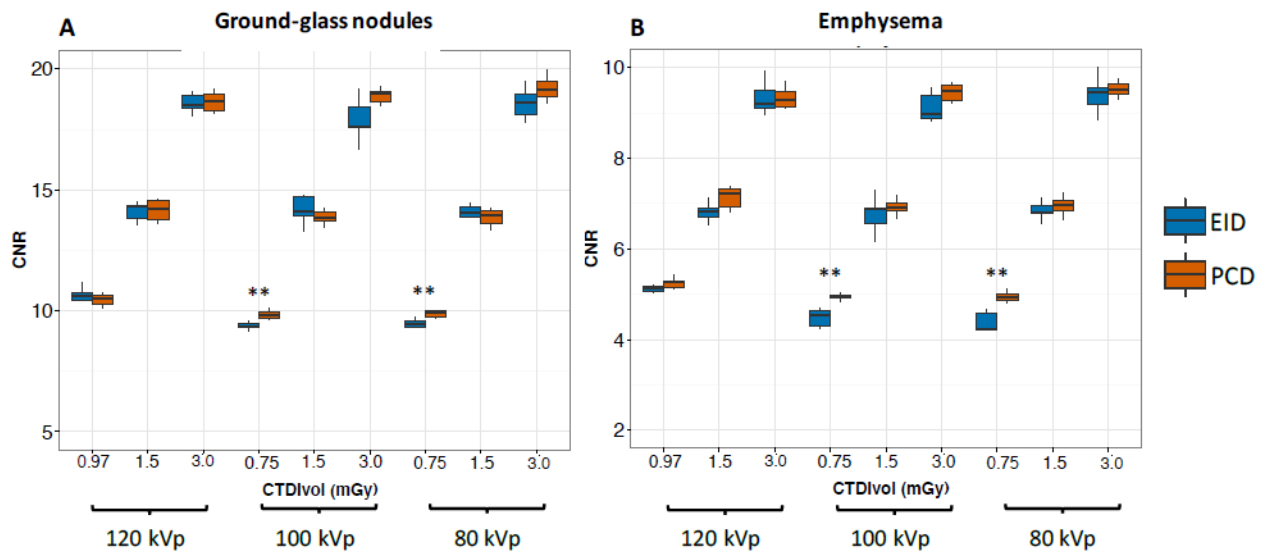 A Ground-glass nodules
20
15
10
5
CNR
** **
0.97 1.5 3.0 0.75 1.5 3.0 0.75 1.5 3.0
CTDIvol (mGy)
120 kVp 100 kVp 80 kVp
B Emphysema
10
8
6
4
2
CNR
** **
0.97 1.5 3.0 0.75 1.5 3.0 0.75 1.5 3.0
CTDIvol (mGy)
120 kVp 100 kVp 80 kVp
EID
PCD